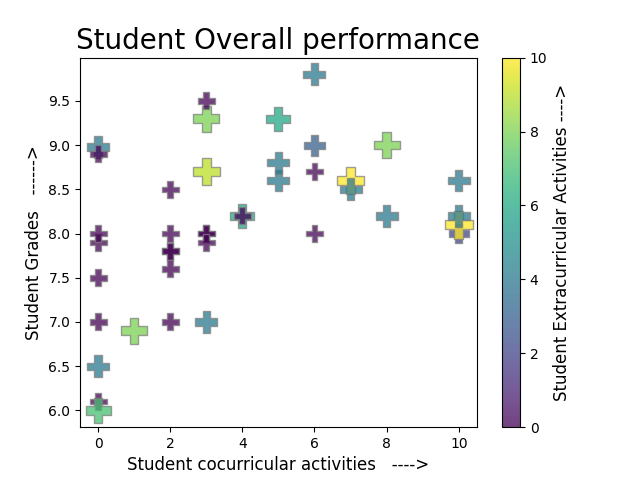 Student Overall performance
9.5
9.0
8.5
8.0
7.5
7.0
6.5
6.0
Student Grades ------>
0 2 4 6 8 10
Student cocurricular activities ---->
10
8
6
4
2
0
Student Extracurricular Activities ---->